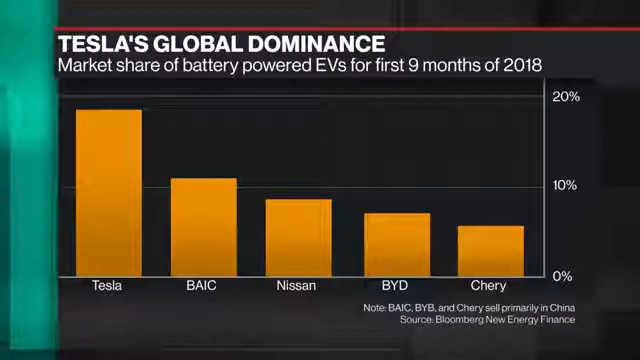 TESLA'S GLOBAL DOMINANCE
Market share of battery powered EVs for first 9 months of 2018
20%
10%
0%
Tesla BAIC Nissan BYD Chery
Note: BAIC, BYB, and Chery sell primarily in China
Source: Bloomberg New Energy Finance